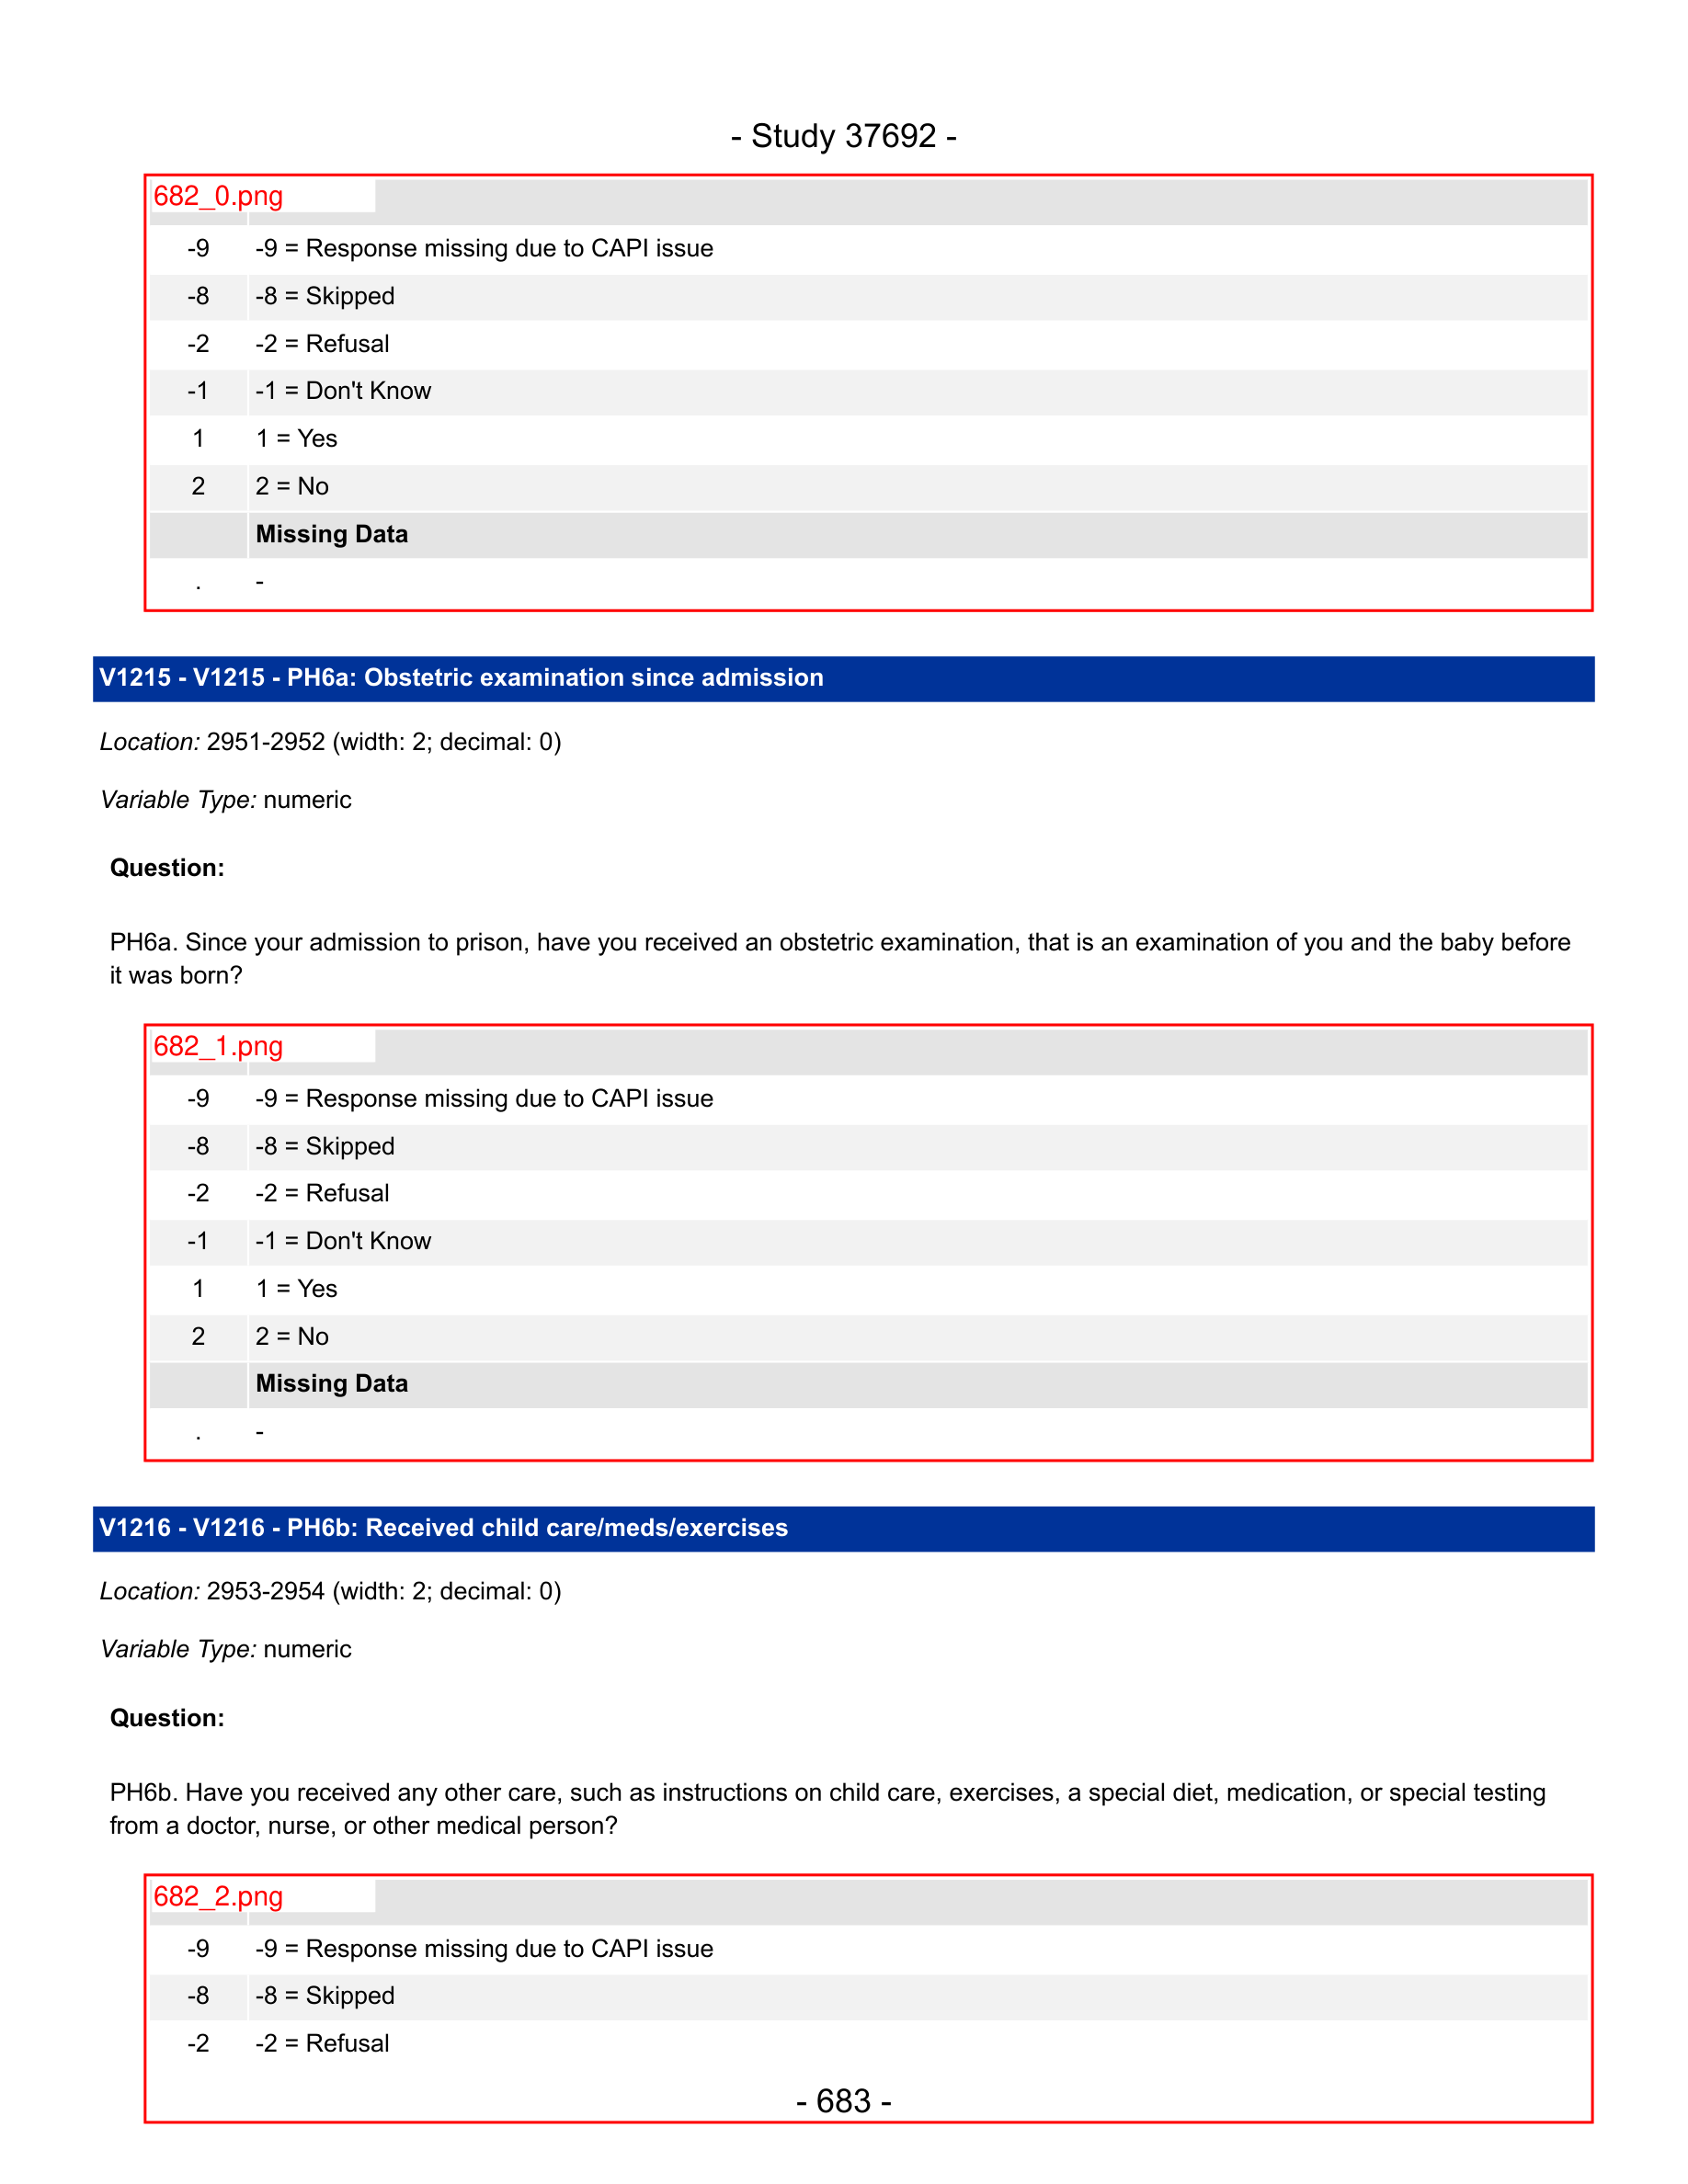 - Study 37692 -
682_0.png
-9 -9 = Response missing due to CAPI issue
-8 -8 = Skipped
-2 -2 = Refusal
-1 -1 = Don't Know
1 1 = Yes
2 2 = No
Missing Data
. -
V1215 - V1215 - PH6a: Obstetric examination since admission
Location: 2951-2952 (width: 2; decimal: 0)
Variable Type: numeric
Question:
PH6a. Since your admission to prison, have you received an obstetric examination, that is an examination of you and the baby before
it was born?
682_1.png
-9 -9 = Response missing due to CAPI issue
-8 -8 = Skipped
-2 -2 = Refusal
-1 -1 = Don't Know
1 1 = Yes
2 2 = No
Missing Data
. -
V1216 - V1216 - PH6b: Received child care/meds/exercises
Location: 2953-2954 (width: 2; decimal: 0)
Variable Type: numeric
Question:
PH6b. Have you received any other care, such as instructions on child care, exercises, a special diet, medication, or special testing
from a doctor, nurse, or other medical person?
682_2.png
-9 -9 = Response missing due to CAPI issue
-8 -8 = Skipped
-2 -2 = Refusal
- 683 -